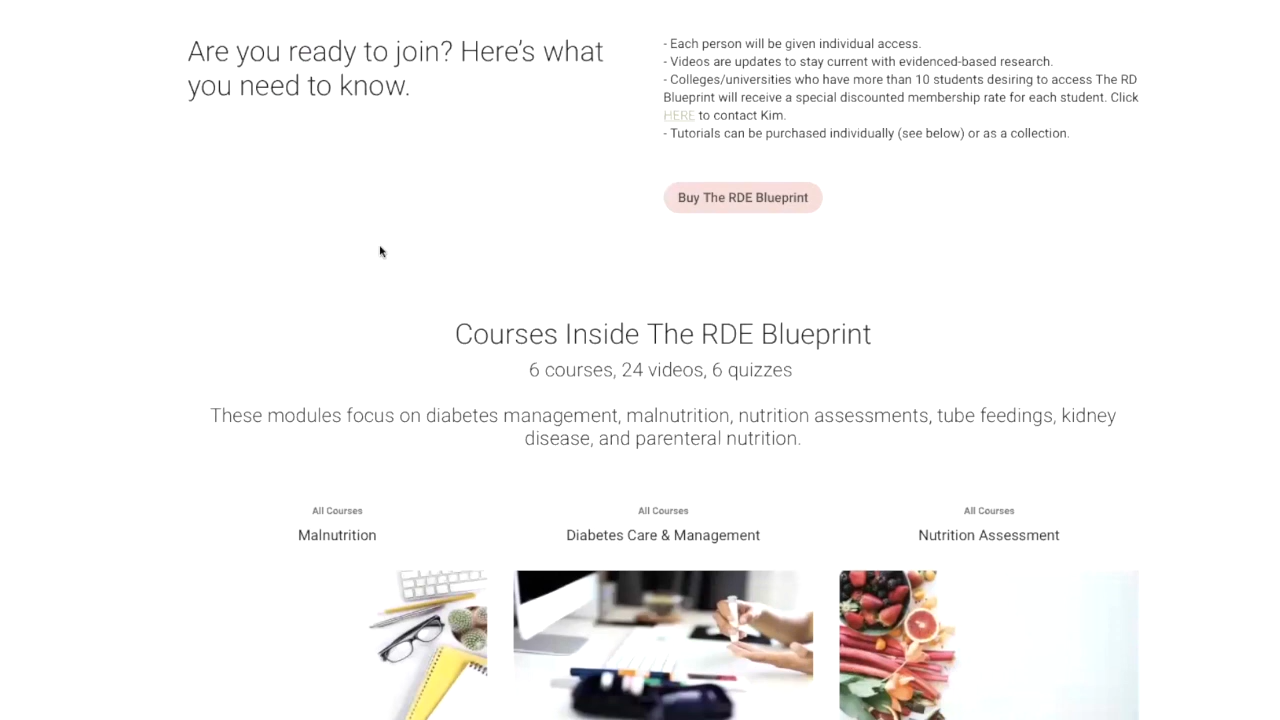 Are you ready to join? Here's what
you need to know.
- Each person will be given individual access.
- Videos are updates to stay current with evidenced-based research.
- Colleges/universities who have more than 10 students desiring to access The RD
Blueprint will receive a special discounted membership rate for each student. Click
HERE to contact Kim.
- Tutorials can be purchased individually (see below) or as a collection.
Buy The RDE Blueprint
Courses Inside The RDE Blueprint
6 courses, 24 videos, 6 quizzes
These modules focus on diabetes management, malnutrition, nutrition assessments, tube feedings, kidney
disease, and parenteral nutrition.
All Courses
Malnutrition
All Courses
Diabetes Care & Management
All Courses
Nutrition Assessment